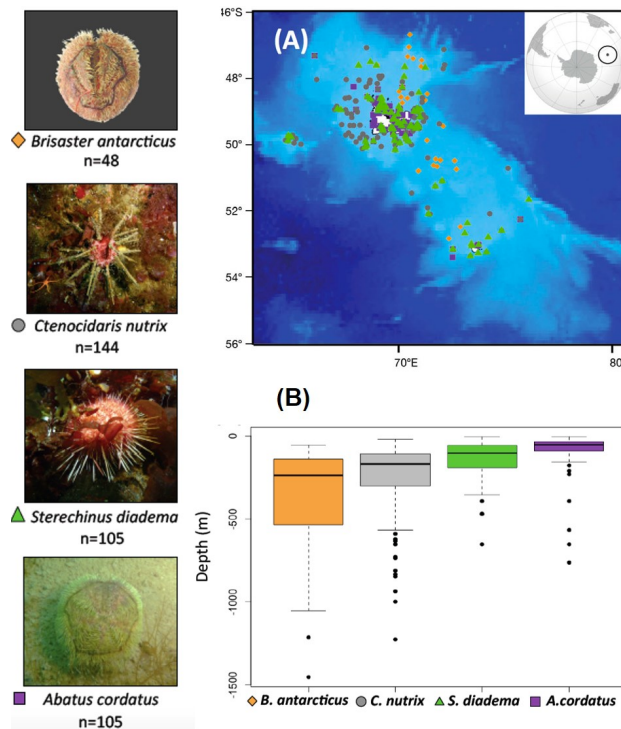 Brisaster antarcticus
n=48
Ctenocidaris nutrix
n=144
Sterechinus diadema
n=105
Abatus cordatus
n=105
(A)
46°S
48°
50°
52°
54°
56°
70°E
80°
(B)
Depth (m)
0
-500
-1000
-1500
B. antarcticus
C. nutrix
S. diadema
A.cordatus